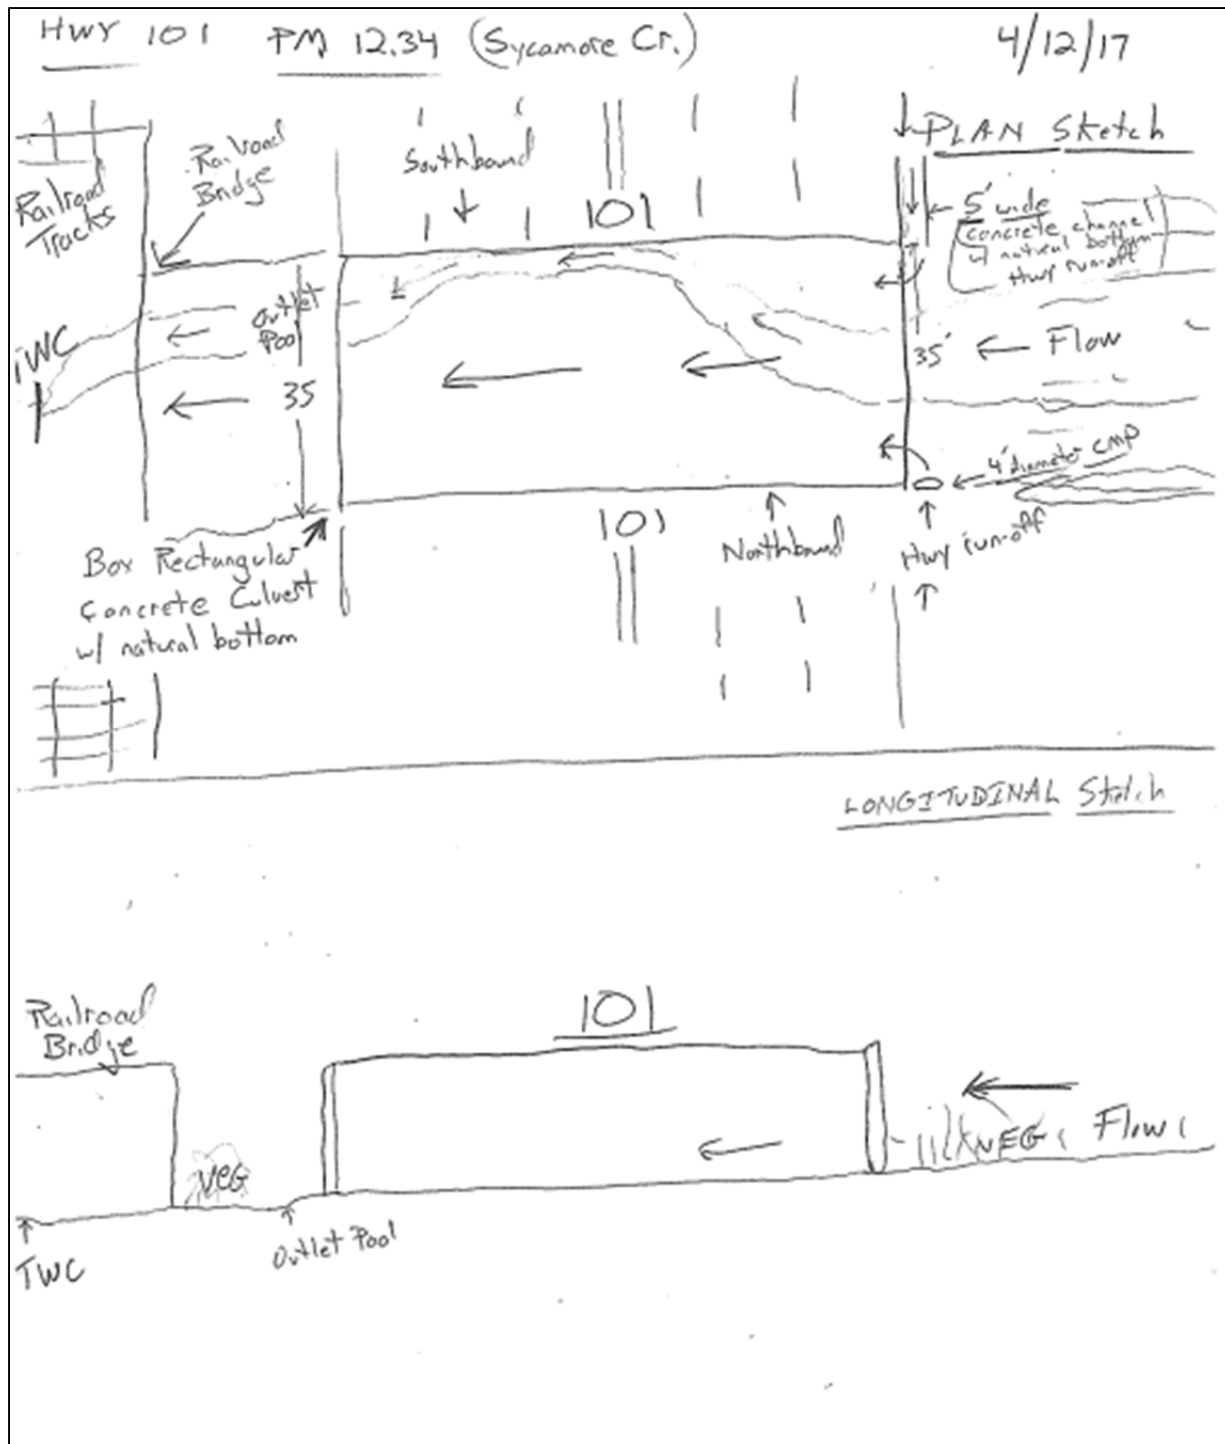 Hwy 101 PM 12.34 (Sycamore Cr.) 4/12/17
PLAN Sketch
Railroad
Bridge
Southbound
101
Railroad
Tracks
5' wide
concrete channel
w/ natural bottom
Hwy run-off
Outlet
Pool
TWC
35
35'
Flow
4' diameter cmp
101
Northbound
Hwy run-off
Box Rectangular
Concrete Culvert
w/ natural bottom
LONGITUDINAL Sketch
101
Railroad
Bridge
VEG
VEG
Flow
Outlet Pool
TWC